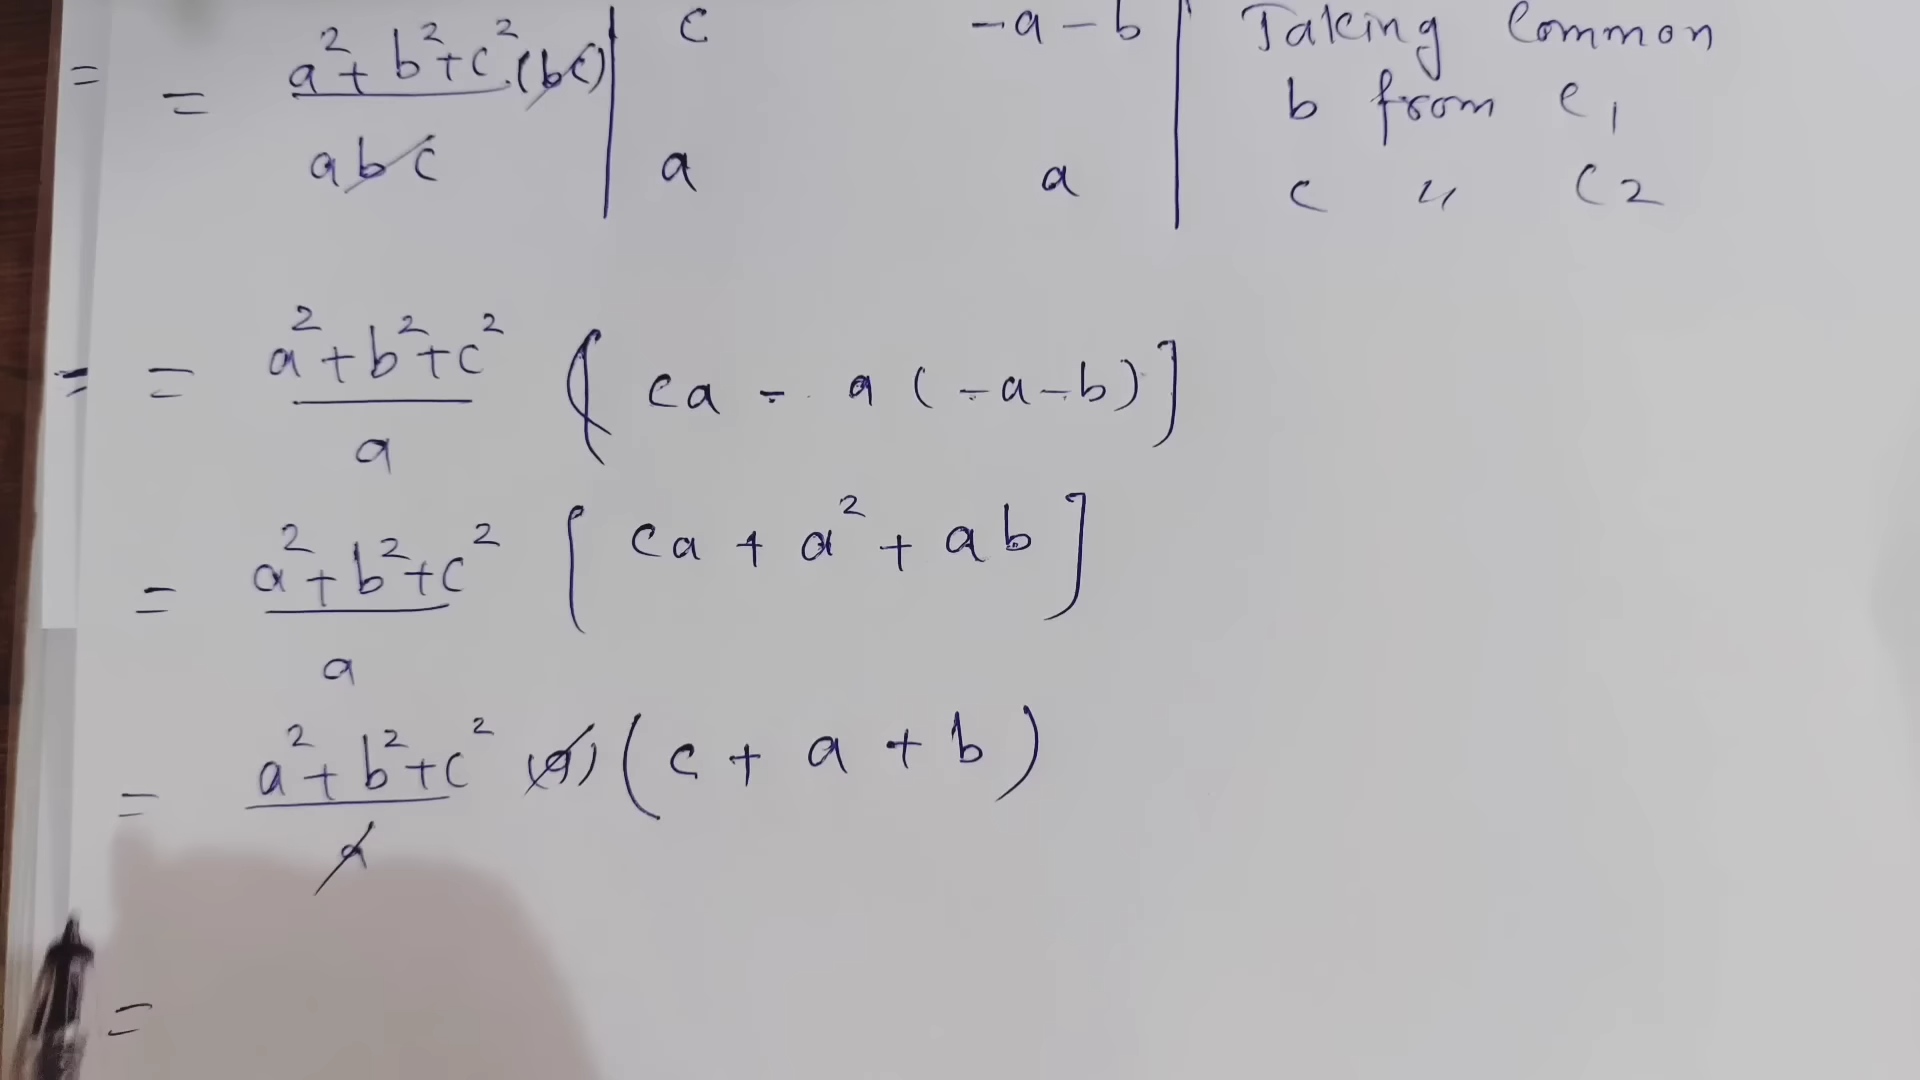 = = a²+b²+c²/abc .(bc) | c   -a-b | Taking Common
b from c₁
| a   a | c " C2
= = a²+b²+c²/a [ ca - a (-a-b) ]
= a²+b²+c²/a [ ca + a² + ab ]
= a²+b²+c²/a (a) ( c + a + b )
=